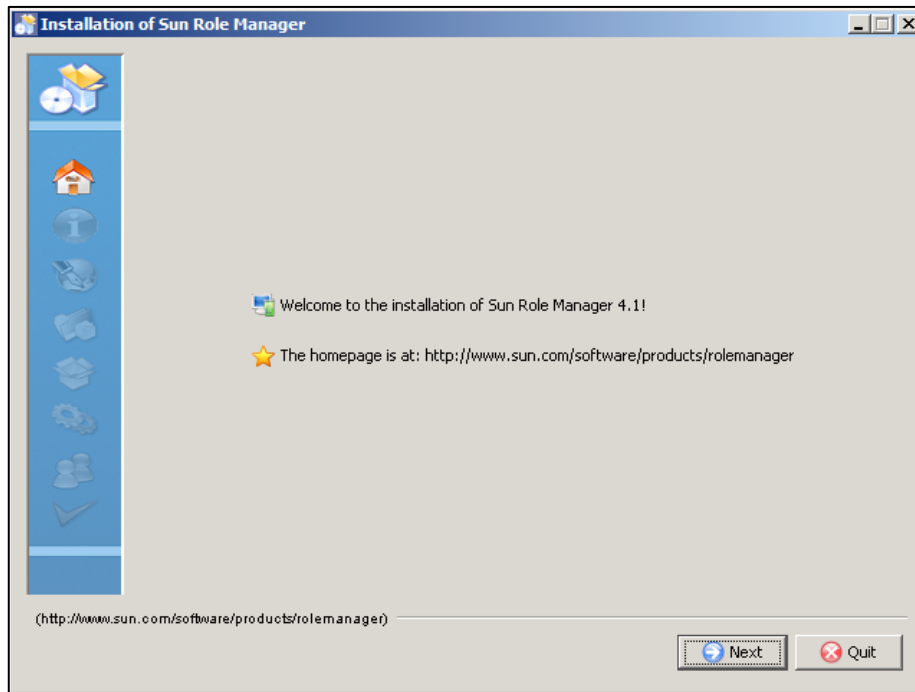 Installation of Sun Role Manager
Welcome to the installation of Sun Role Manager 4.1!
The homepage is at: http://www.sun.com/software/products/rolemanager
(http://www.sun.com/software/products/rolemanager)
Next Quit